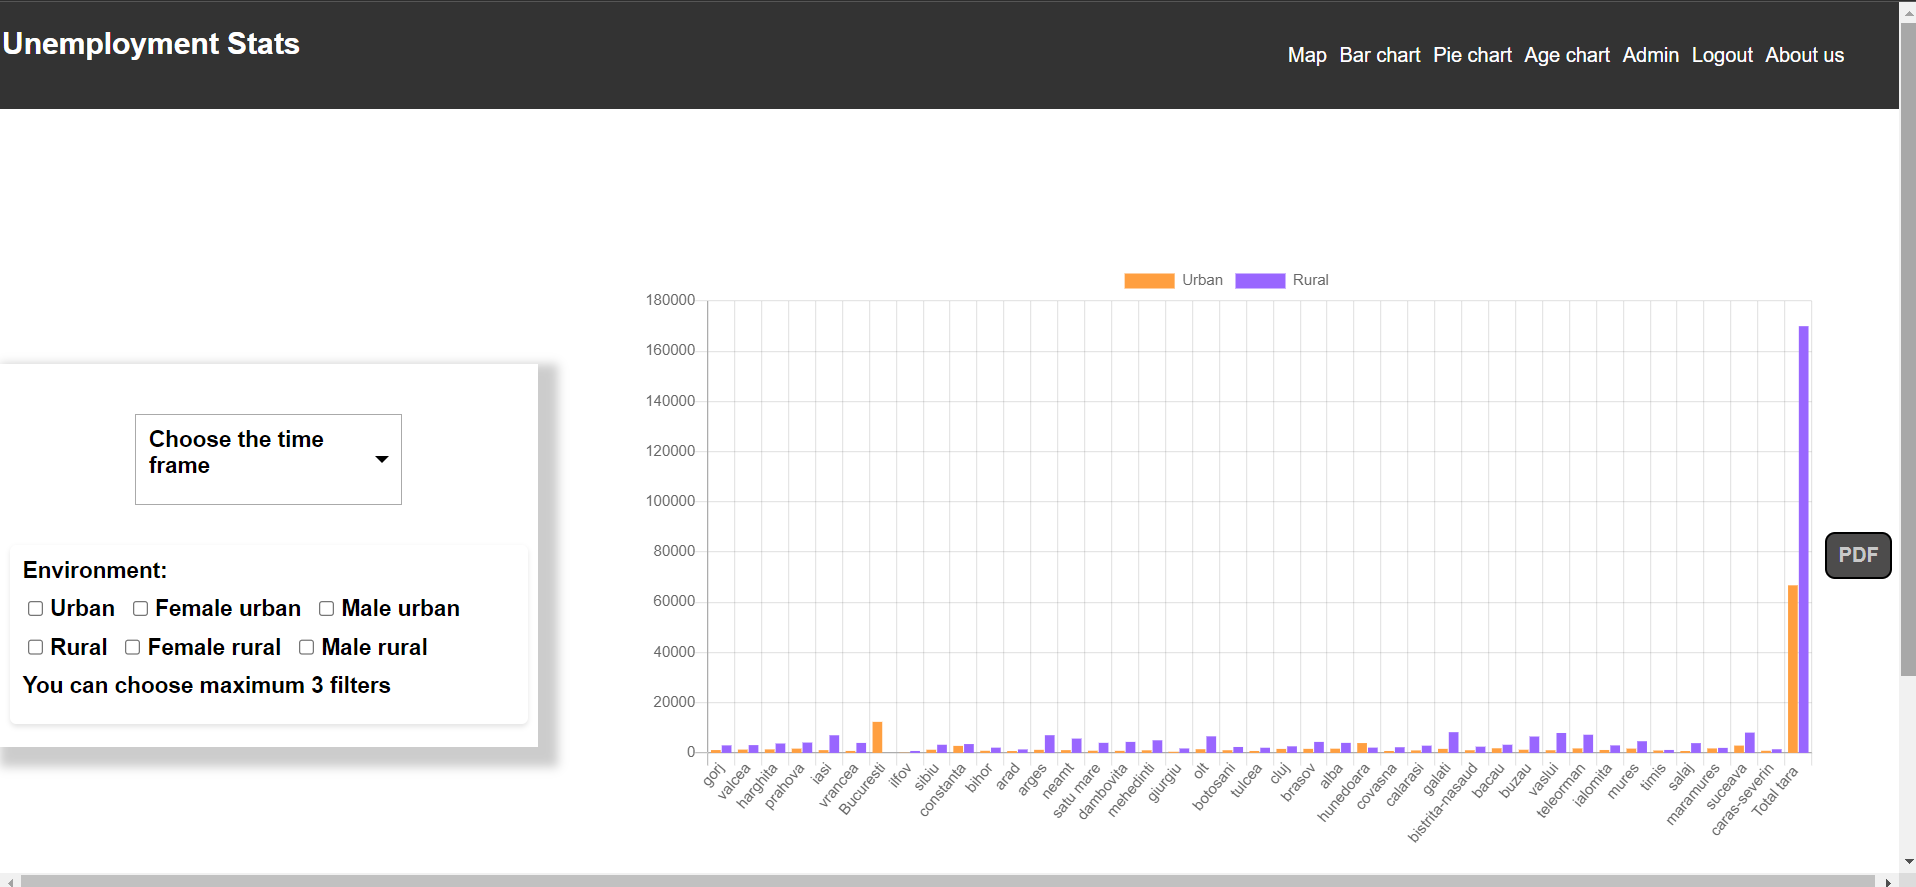 Unemployment Stats
Map Bar chart Pie chart Age chart Admin Logout About us
Choose the time
frame
Environment:
Urban Female urban Male urban
Rural Female rural Male rural
You can choose maximum 3 filters
Urban Rural
180000
160000
140000
120000
100000
80000
60000
40000
20000
0
gorj
valcea
harghita
prahova
iasi
vrancea
Bucuresti
ilfov
sibiu
constanta
bihor
arad
arges
neamt
satu mare
dambovita
mehedinti
giurgiu
olt
botosani
tulcea
cluj
brasov
alba
hunedoara
covasna
calarasi
galati
bistrita-nasaud
bacau
buzau
vaslui
teleorman
ialomita
mures
timis
salaj
maramures
suceava
caras-severin
Total tara
PDF